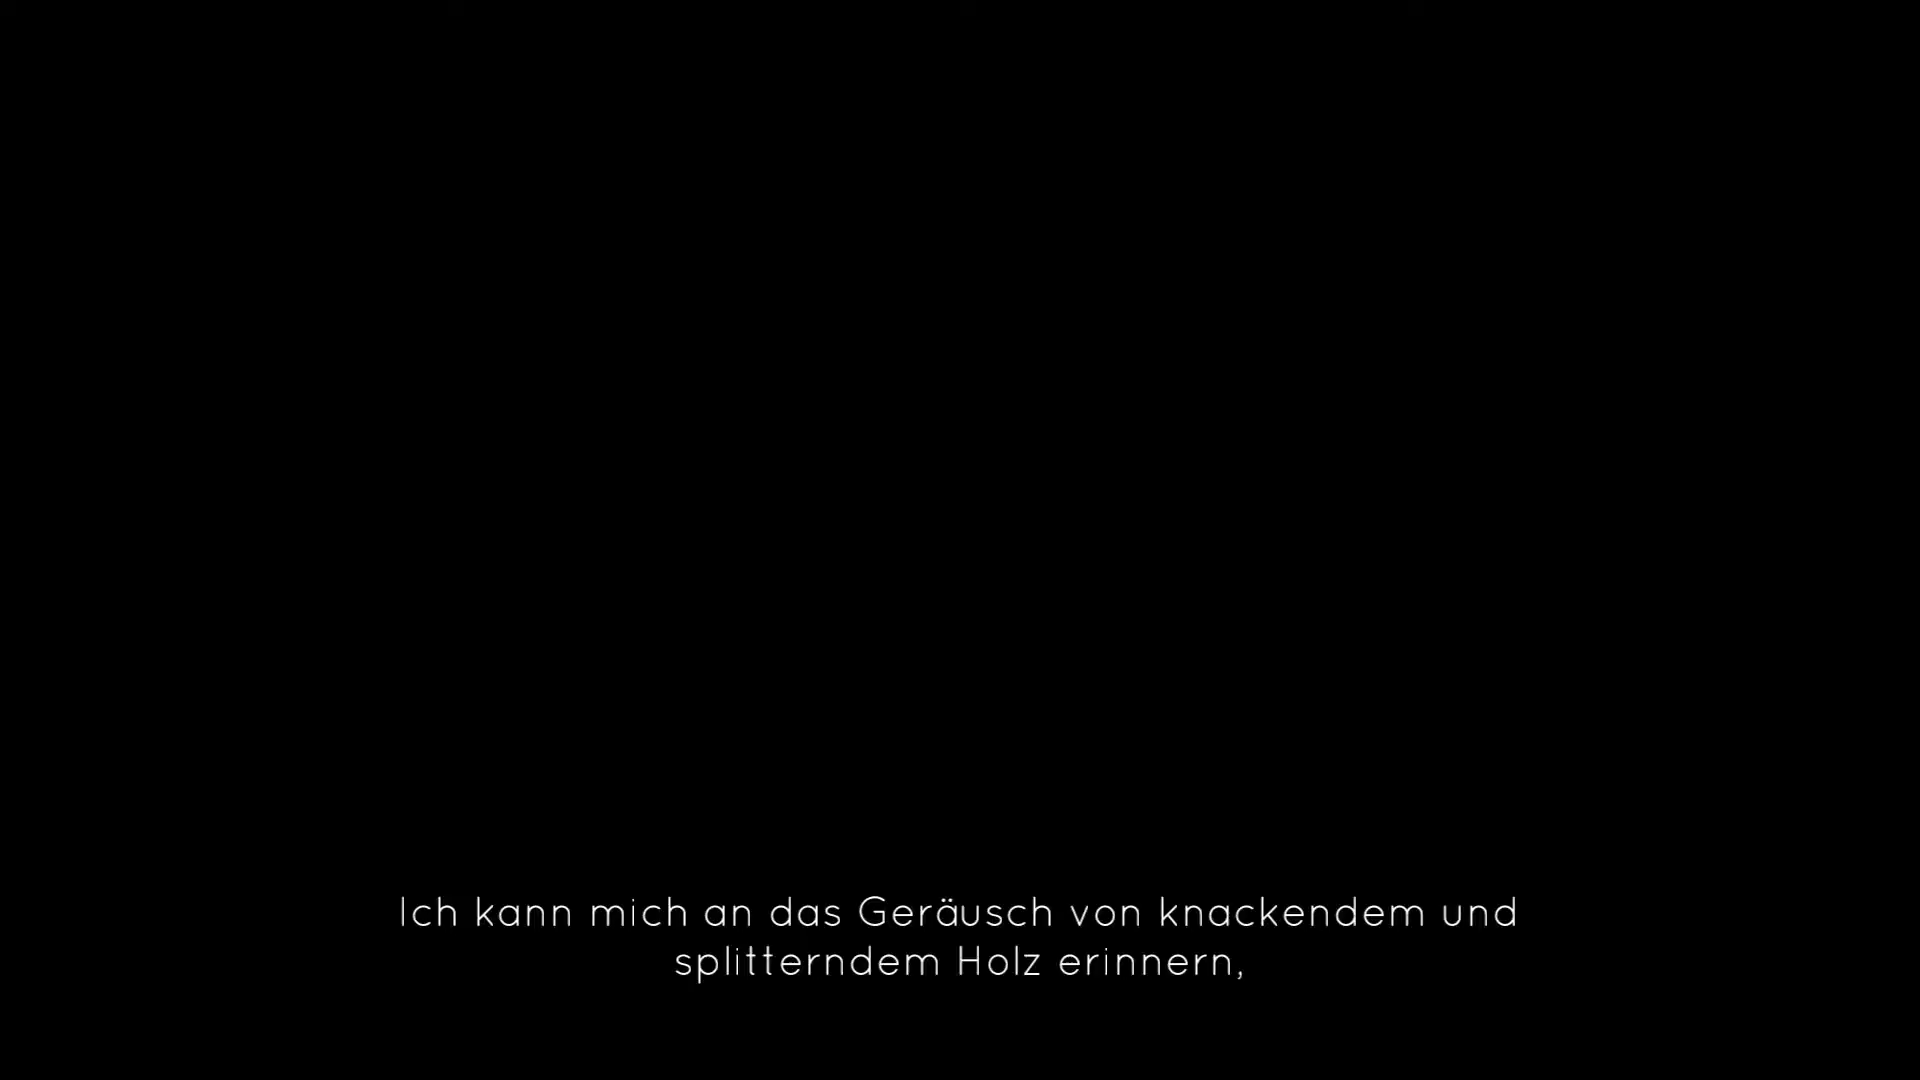 Ich kann mich an das Geräusch von knackendem und
splitterndem Holz erinnern,